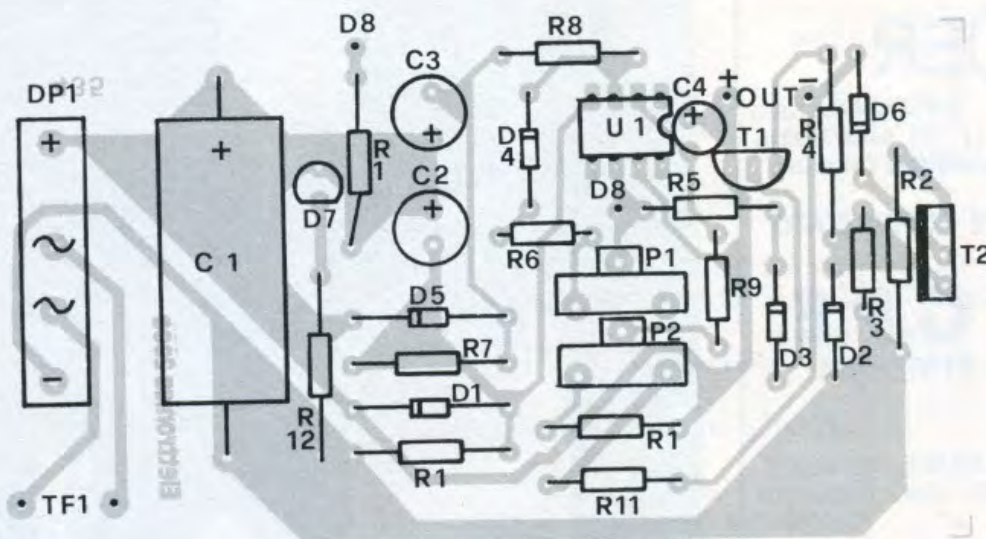 D8
R8
C3
DP1
+
C4
+
OUT
-
D6
U1
T1
R
4
D
4
R
1
C2
+
D7
D8
R5
R2
C 1
R6
P1
R9
T2
D5
P2
R
3
R7
D3
D2
D1
R
12
R1
R1
R11
TF1